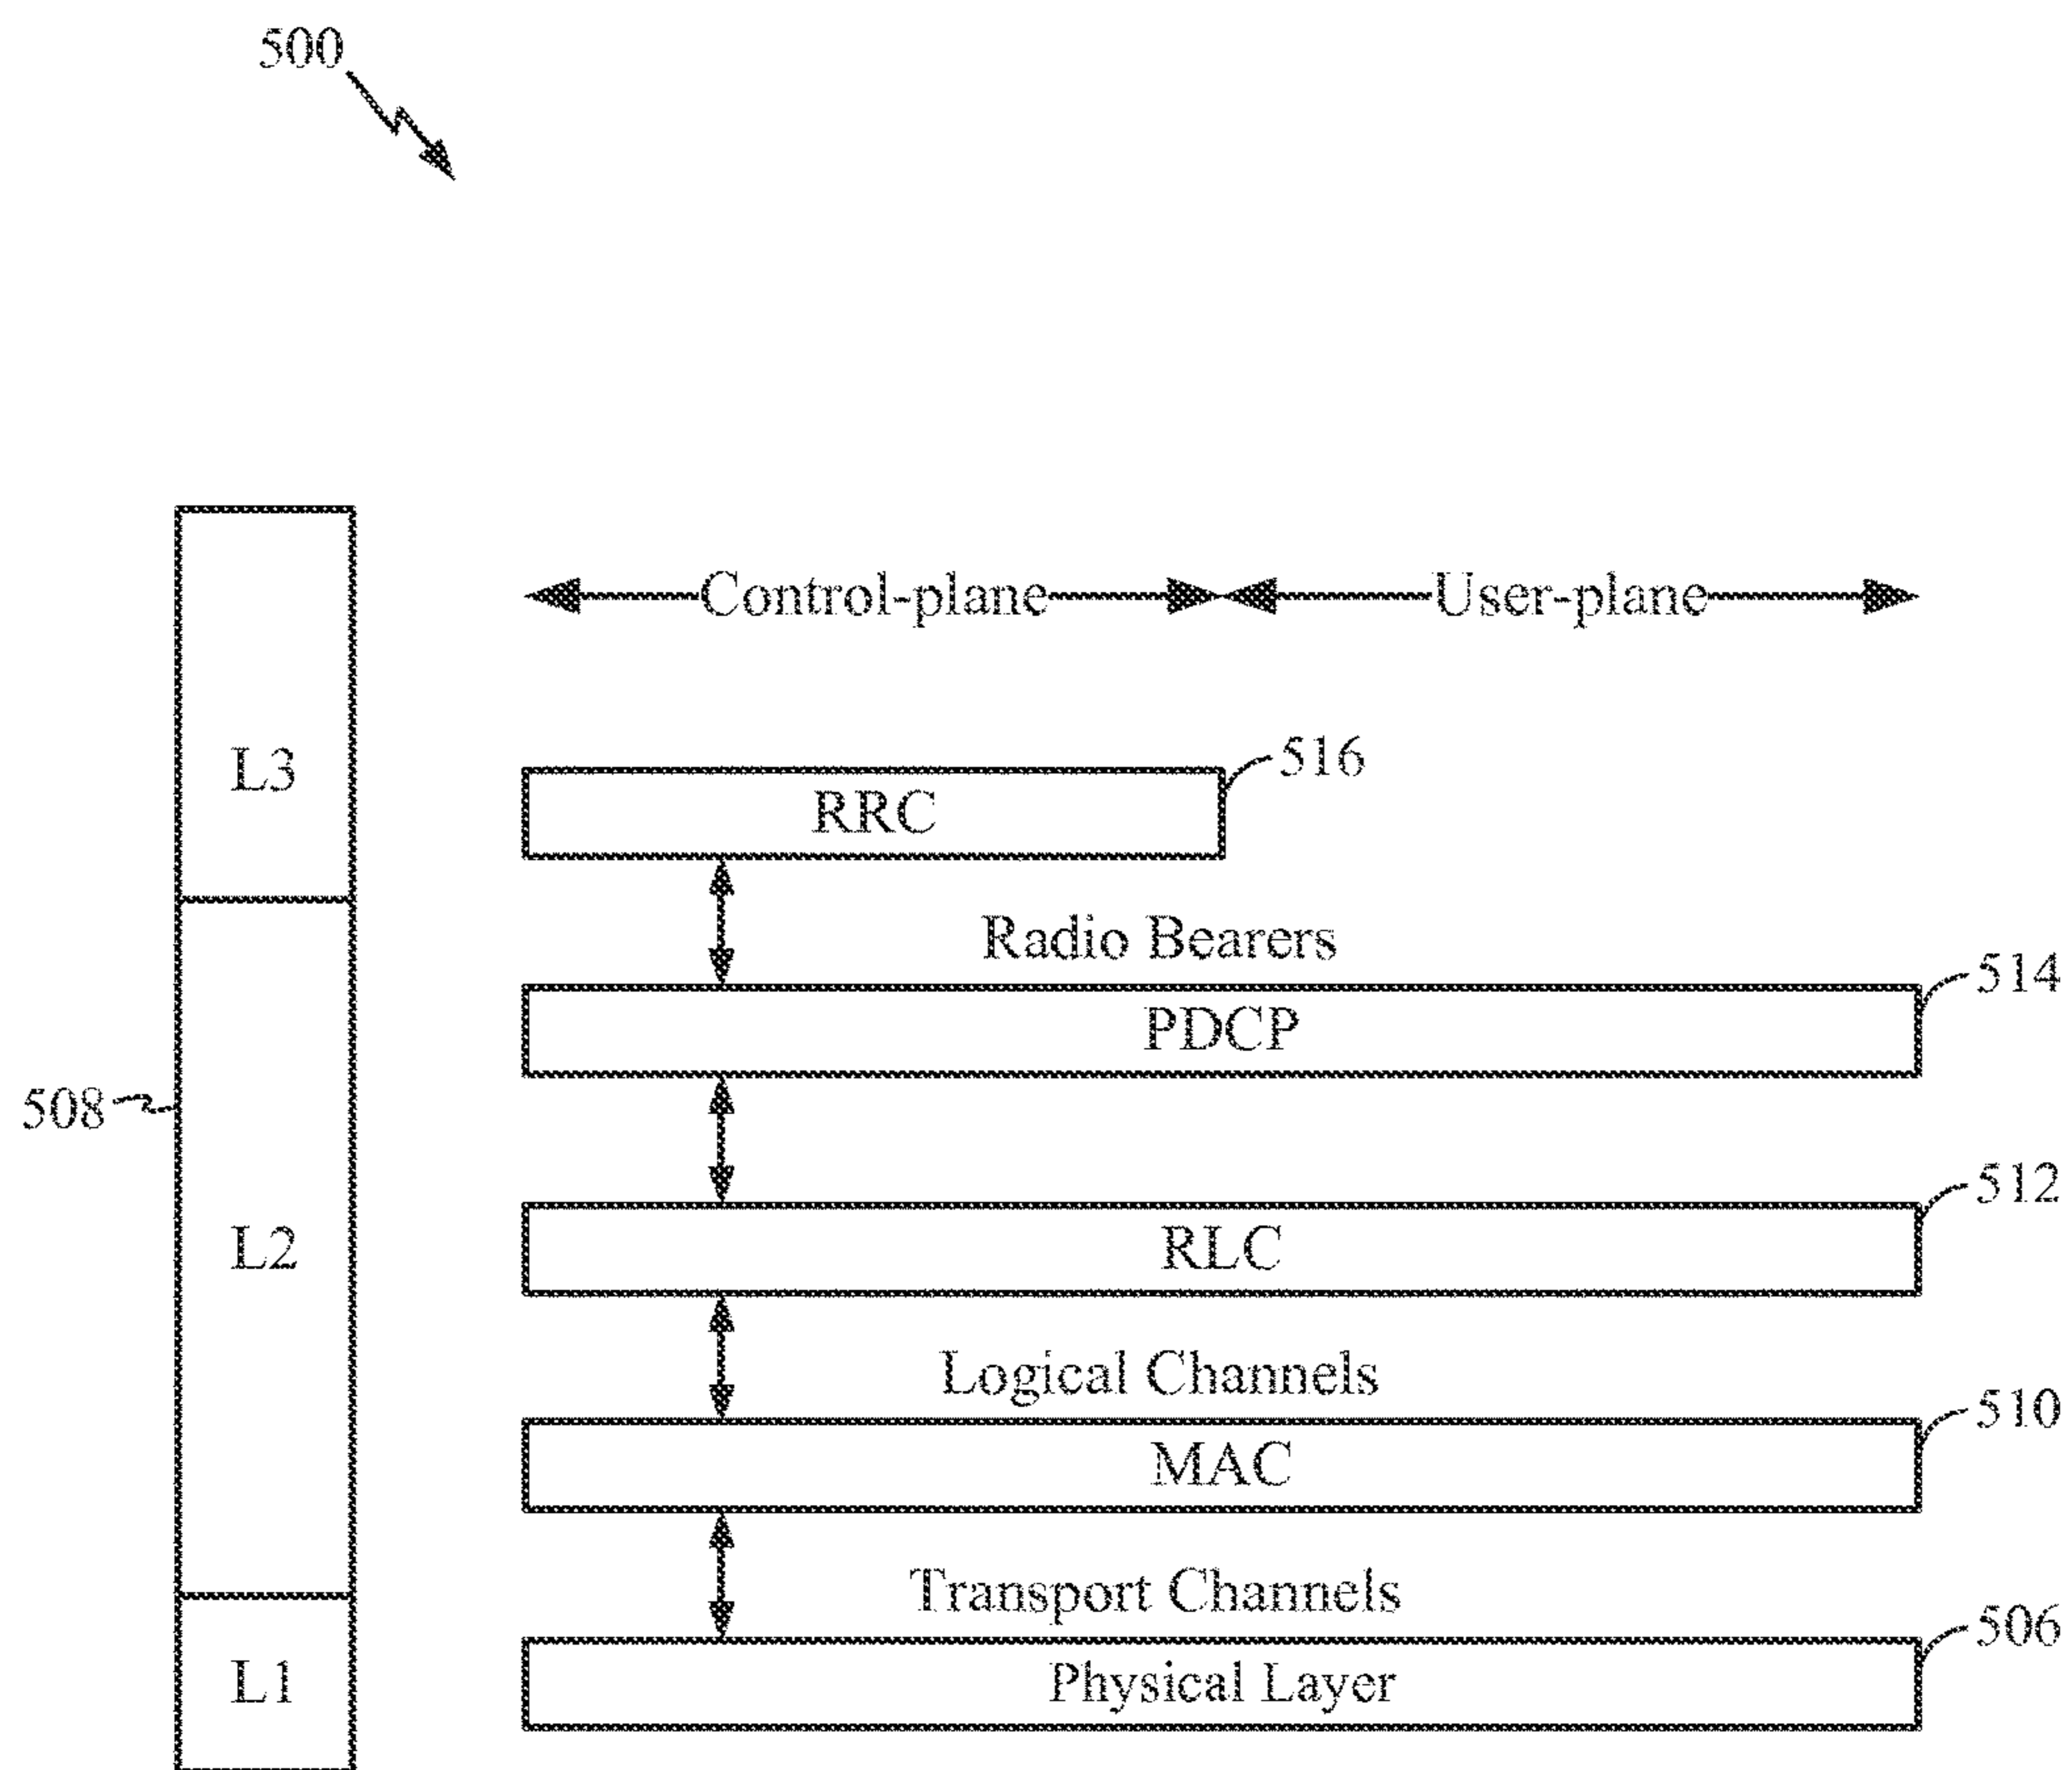 500
Control-plane
User-plane
L3
516
RRC
Radio Bearers
514
PDCP
508
512
L2
RLC
Logical Channels
510
MAC
Transport Channels
506
L1
Physical Layer